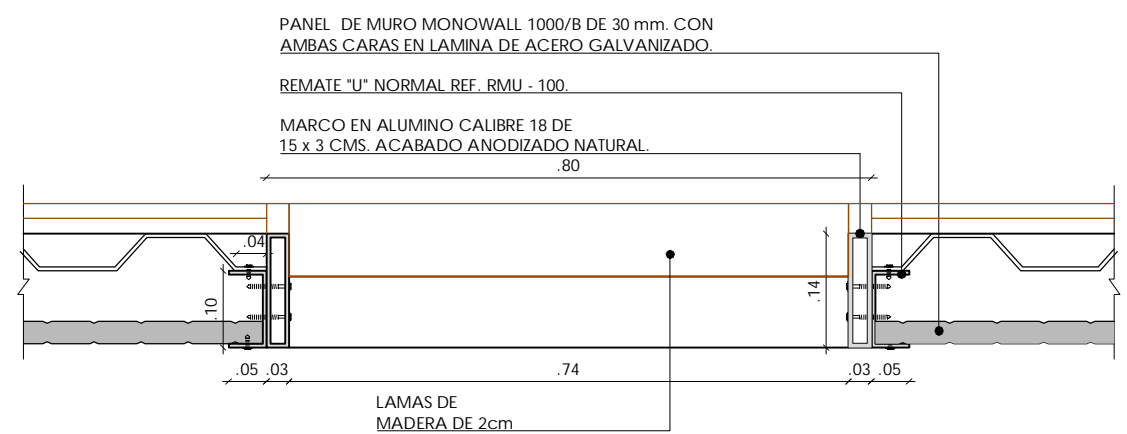 PANEL DE MURO MONOWALL 1000/B DE 30 mm. CON
AMBAS CARAS EN LAMINA DE ACERO GALVANIZADO.
REMATE "U" NORMAL REF. RMU - 100.
MARCO EN ALUMINO CALIBRE 18 DE
15 x 3 CMS. ACABADO ANODIZADO NATURAL.
.80
.04
.10
.14
.05 .03 .74 .03 .05
LAMAS DE
MADERA DE 2cm